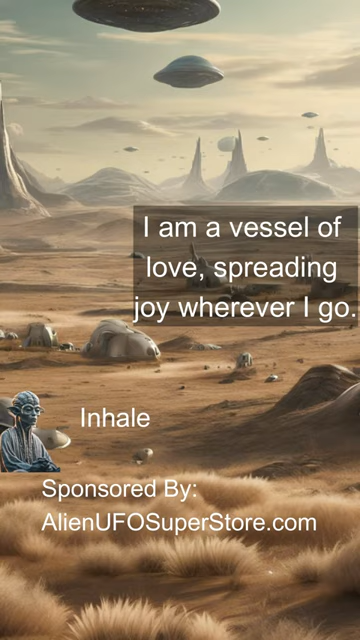 I am a vessel of
love, spreading
joy wherever I go.
Inhale
Sponsored By:
AlienUFOSuperStore.com